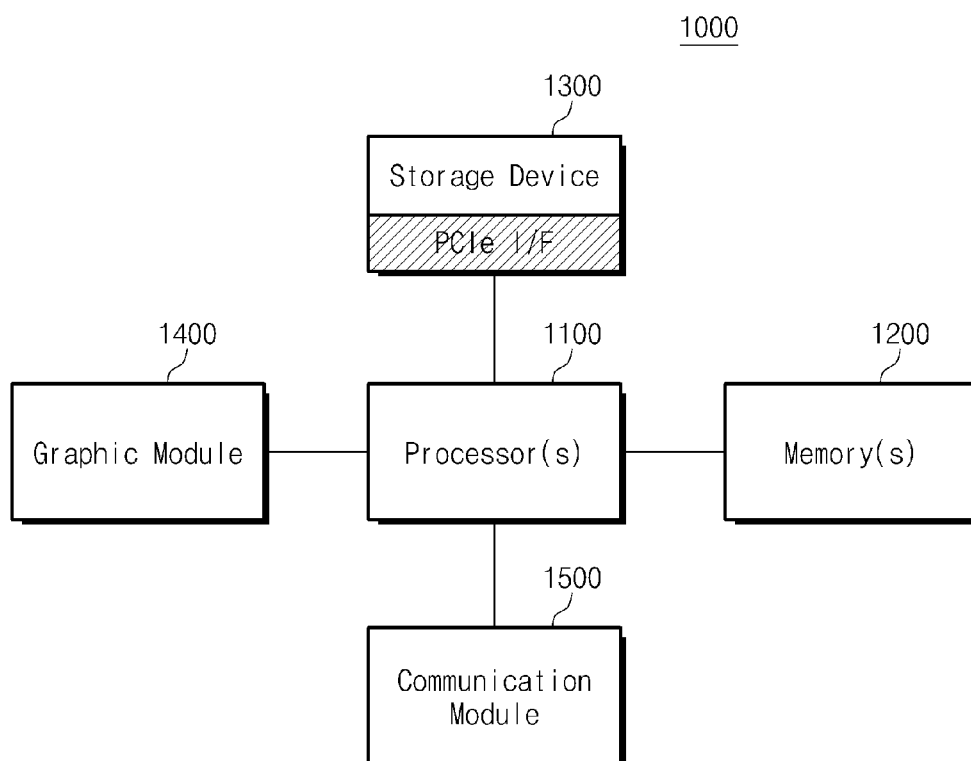 1000
1300
Storage Device
PCIe I/F
1400
1100
1200
Graphic Module
Processor(s)
Memory(s)
1500
Communication
Module